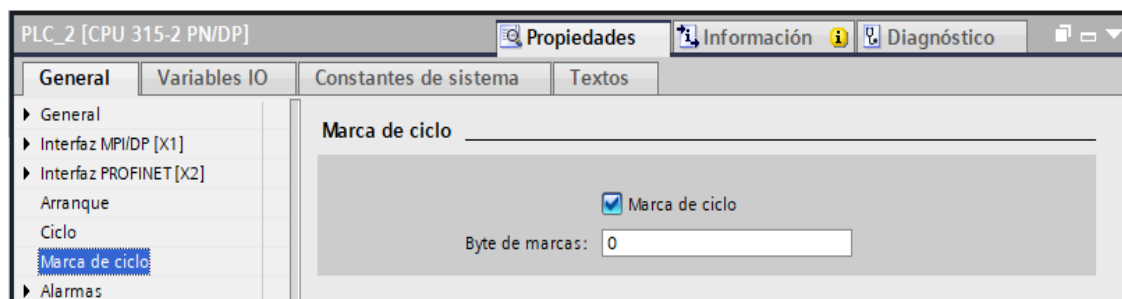 PLC_2 [CPU 315-2 PN/DP]
Propiedades
Información
Diagnóstico
General
Variables IO
Constantes de sistema
Textos
General
Interfaz MPI/DP [X1]
Interfaz PROFINET [X2]
Arranque
Ciclo
Marca de ciclo
Alarmas
Marca de ciclo
Marca de ciclo
Byte de marcas: 0